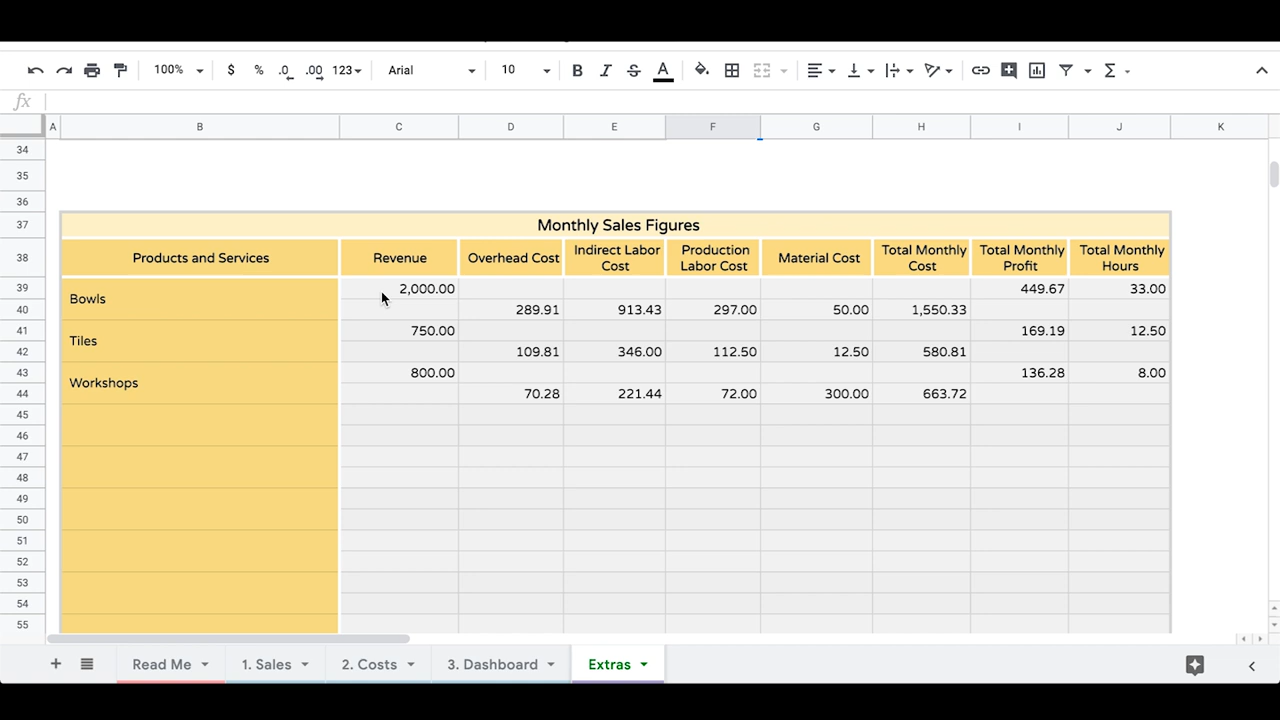 100% $ % .0 .00 123 Arial 10 B I S A Σ
fx
A B C D E F G H I J K
34
35
36
37 Monthly Sales Figures
38 Products and Services Revenue Overhead Cost Indirect Labor Cost Production Labor Cost Material Cost Total Monthly Cost Total Monthly Profit Total Monthly Hours
39 Bowls 2,000.00 449.67 33.00
40 289.91 913.43 297.00 50.00 1,550.33
41 Tiles 750.00 169.19 12.50
42 109.81 346.00 112.50 12.50 580.81
43 Workshops 800.00 136.28 8.00
44 70.28 221.44 72.00 300.00 663.72
45
46
47
48
49
50
51
52
53
54
55
+ Read Me 1. Sales 2. Costs 3. Dashboard Extras